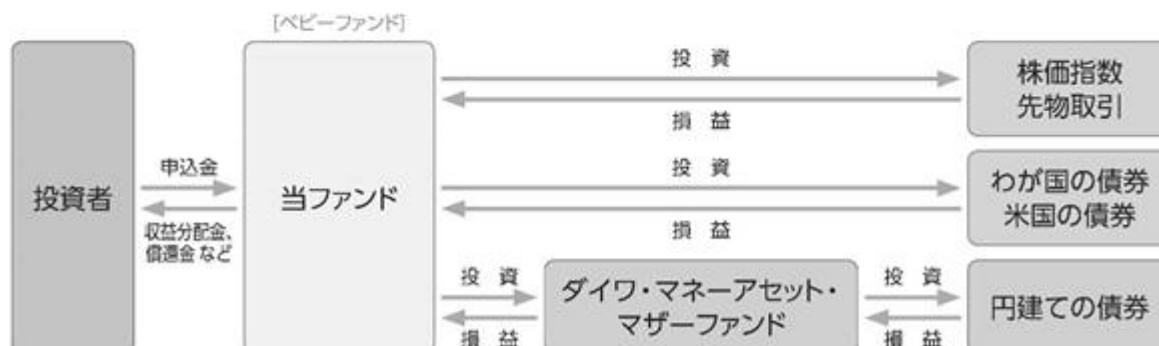 [ベビーファンド]
投資者
申込金
収益分配金、
償還金 など
当ファンド
投 資
損 益
株価指数
先物取引
投 資
損 益
わが国の債券
米国の債券
投 資
損 益
ダイワ・マネーアセット・
マザーファンド
投 資
損 益
円建ての債券